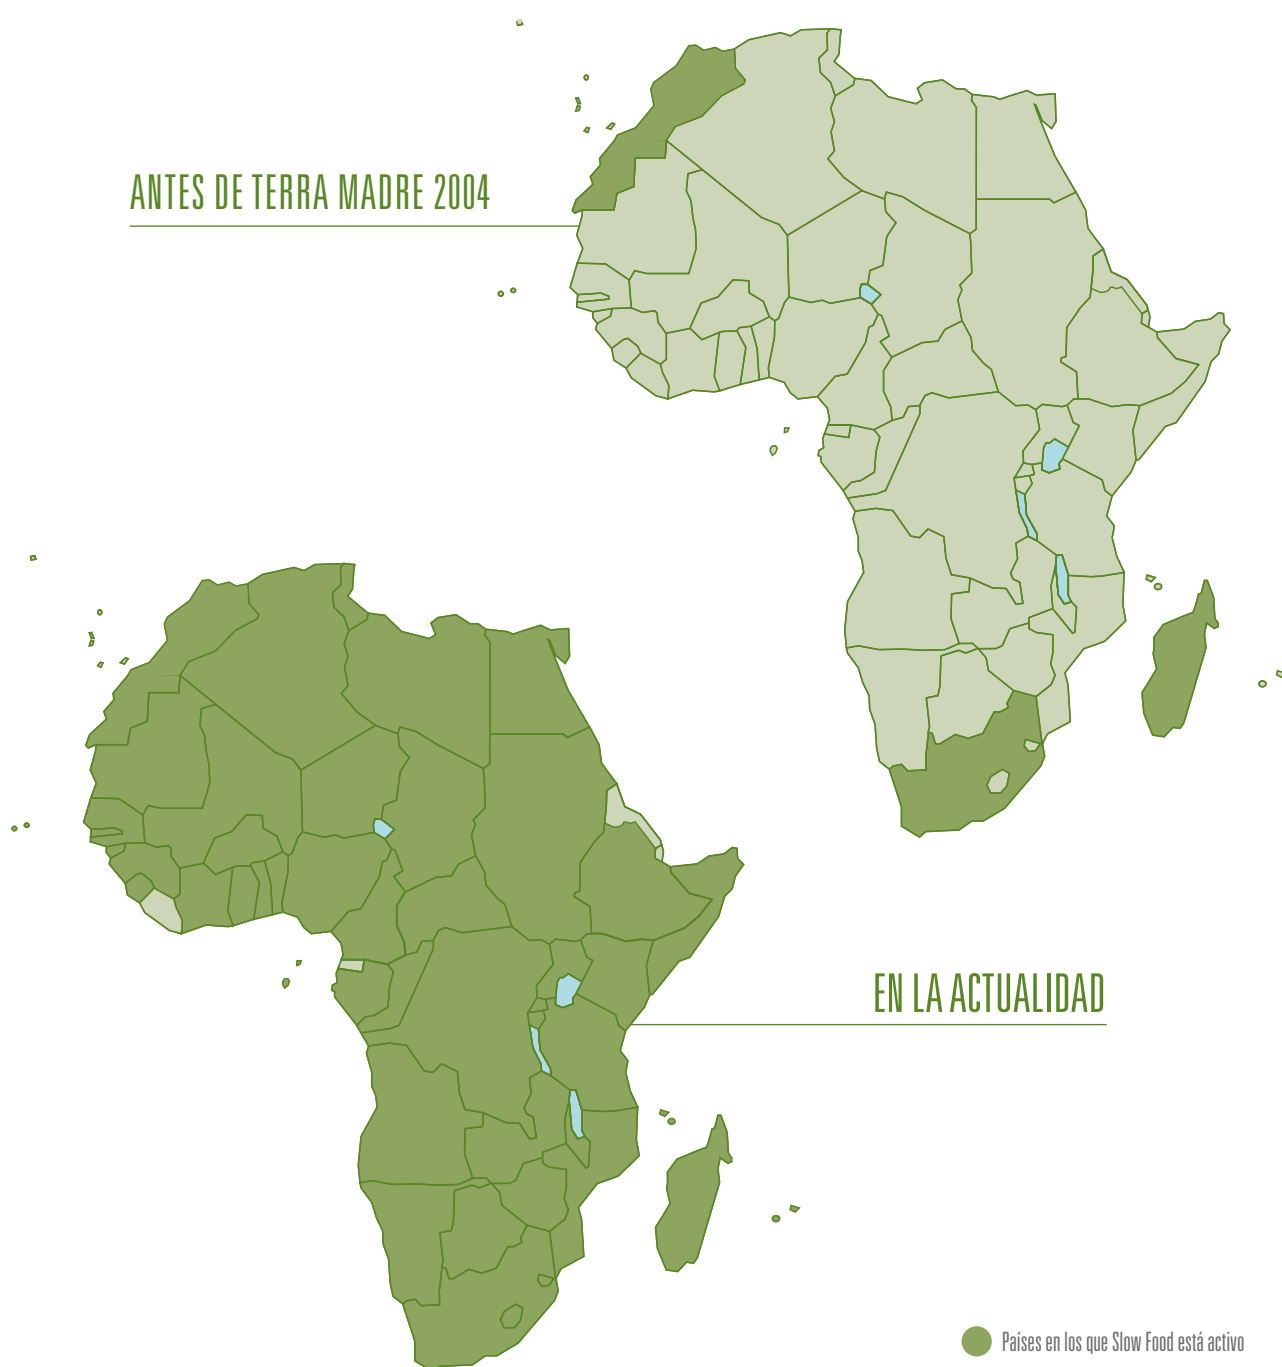 ANTES DE TERRA MADRE 2004
EN LA ACTUALIDAD
Países en los que Slow Food está activo